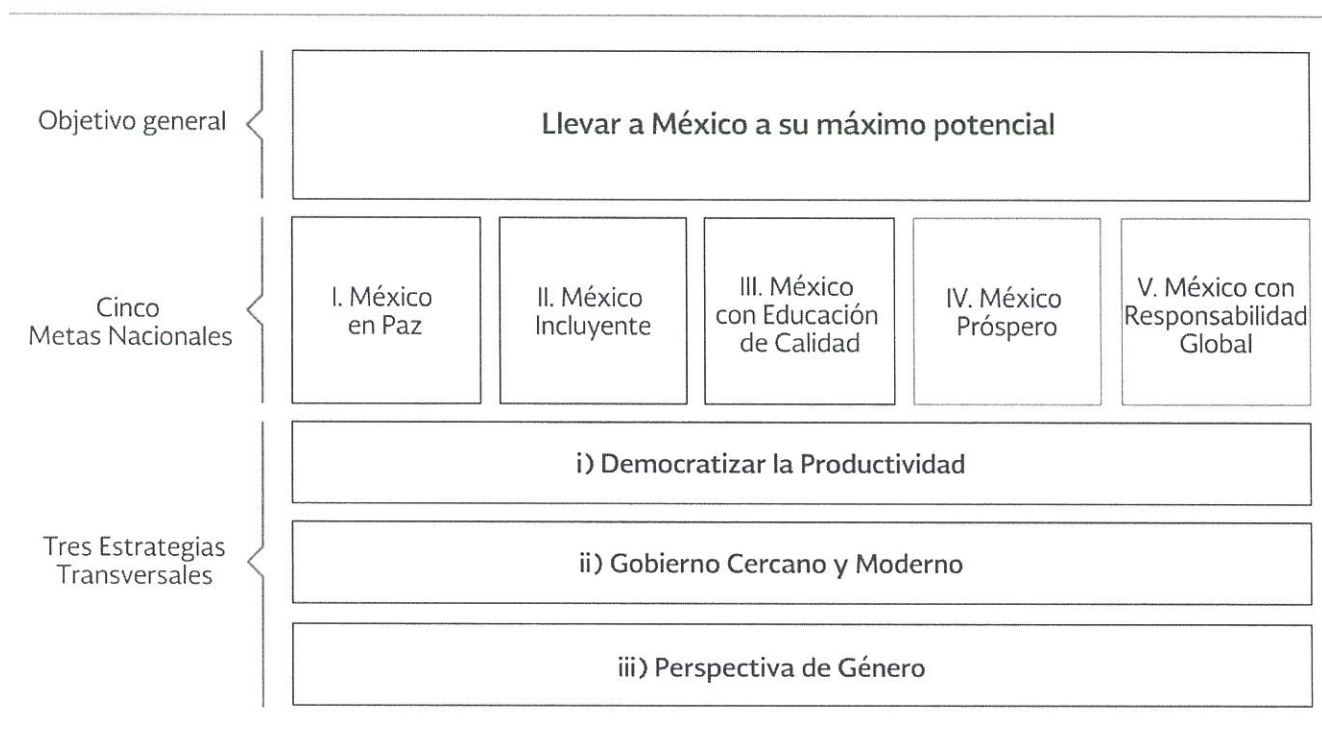 Objetivo general
Llevar a México a su máximo potencial
Cinco
Metas Nacionales
I. México
en Paz
II. México
Incluyente
III. México
con Educación
de Calidad
IV. México
Próspero
V. México con
Responsabilidad
Global
Tres Estrategias
Transversales
i) Democratizar la Productividad
ii) Gobierno Cercano y Moderno
iii) Perspectiva de Género